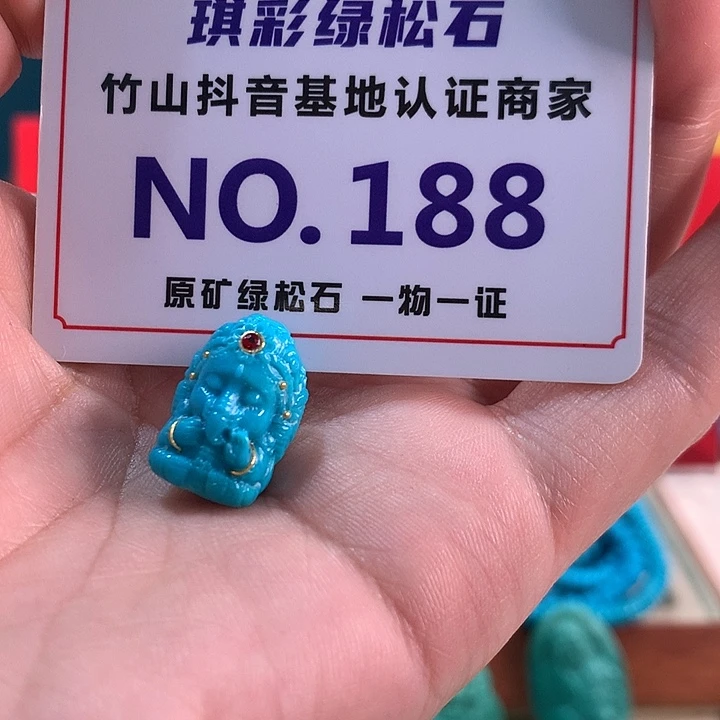 琪彩绿松石
竹山抖音基地认证商家
NO.188
原矿绿松石 一物一证